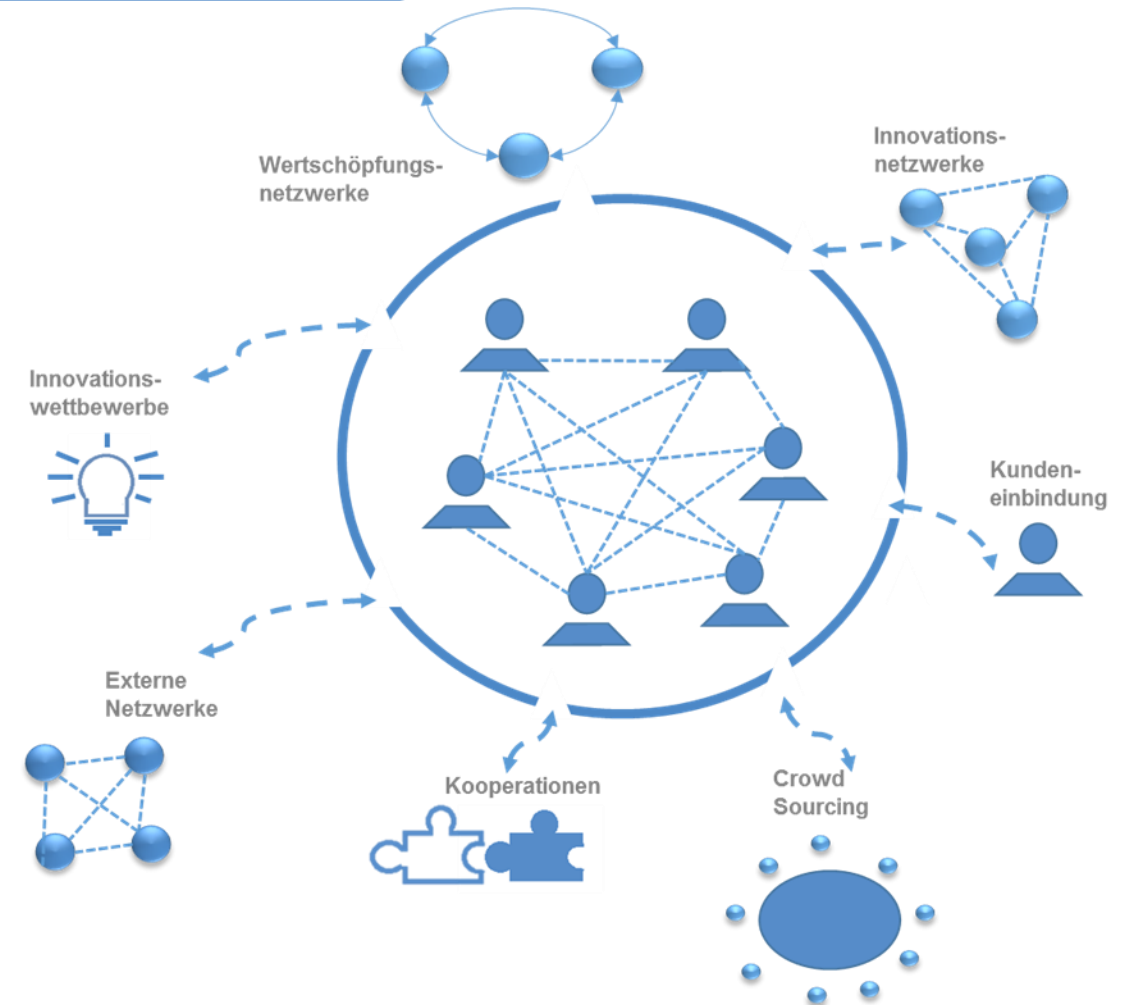 Wertschöpfungs-
netzwerke
Innovations-
netzwerke
Innovations-
wettbewerbe
Kunden-
einbindung
Externe
Netzwerke
Kooperationen
Crowd
Sourcing